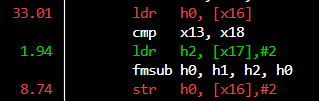 33.01 ldr h0, [x16]
cmp x13, x18
1.94 ldr h2, [x17],#2
fmsub h0, h1, h2, h0
8.74 str h0, [x16],#2